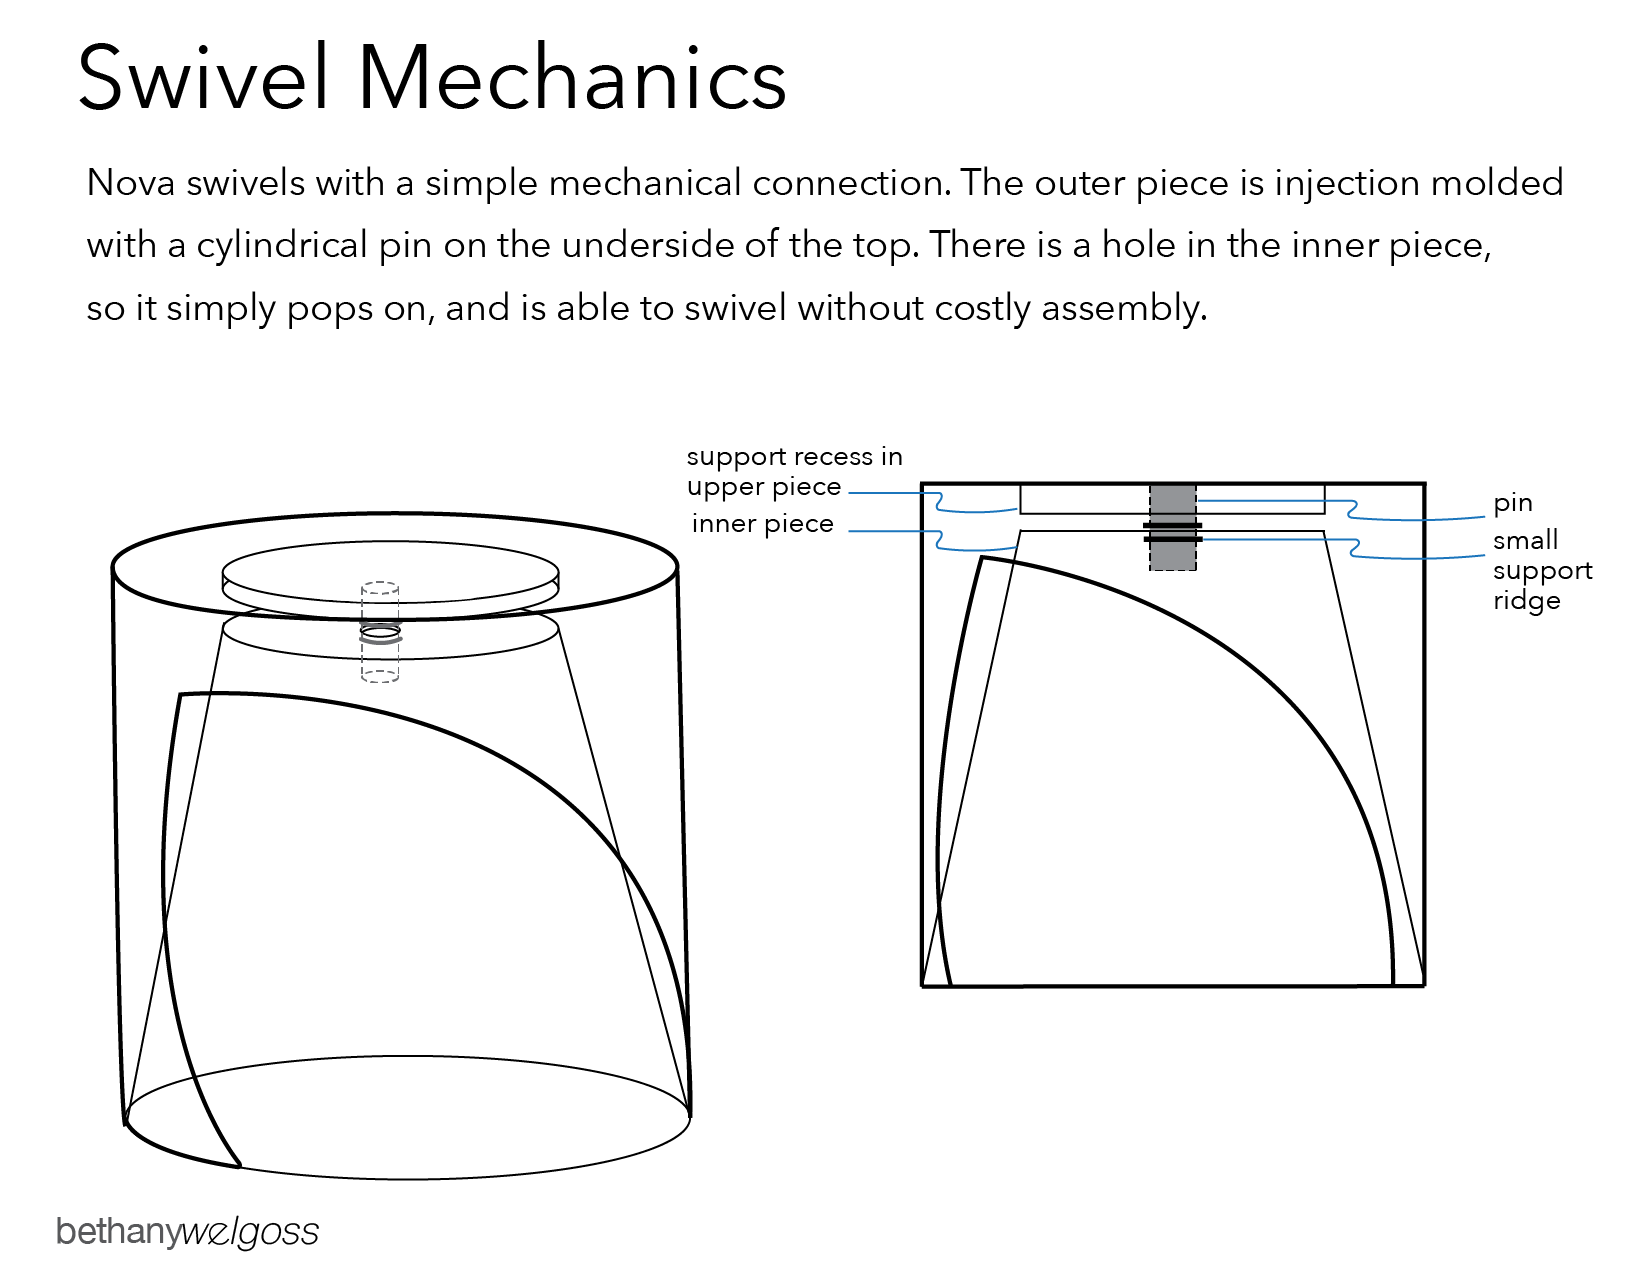 Swivel Mechanics
Nova swivels with a simple mechanical connection. The outer piece is injection molded
with a cylindrical pin on the underside of the top. There is a hole in the inner piece,
so it simply pops on, and is able to swivel without costly assembly.
support recess in
upper piece
inner piece
pin
small
support
ridge
bethanywelgoss